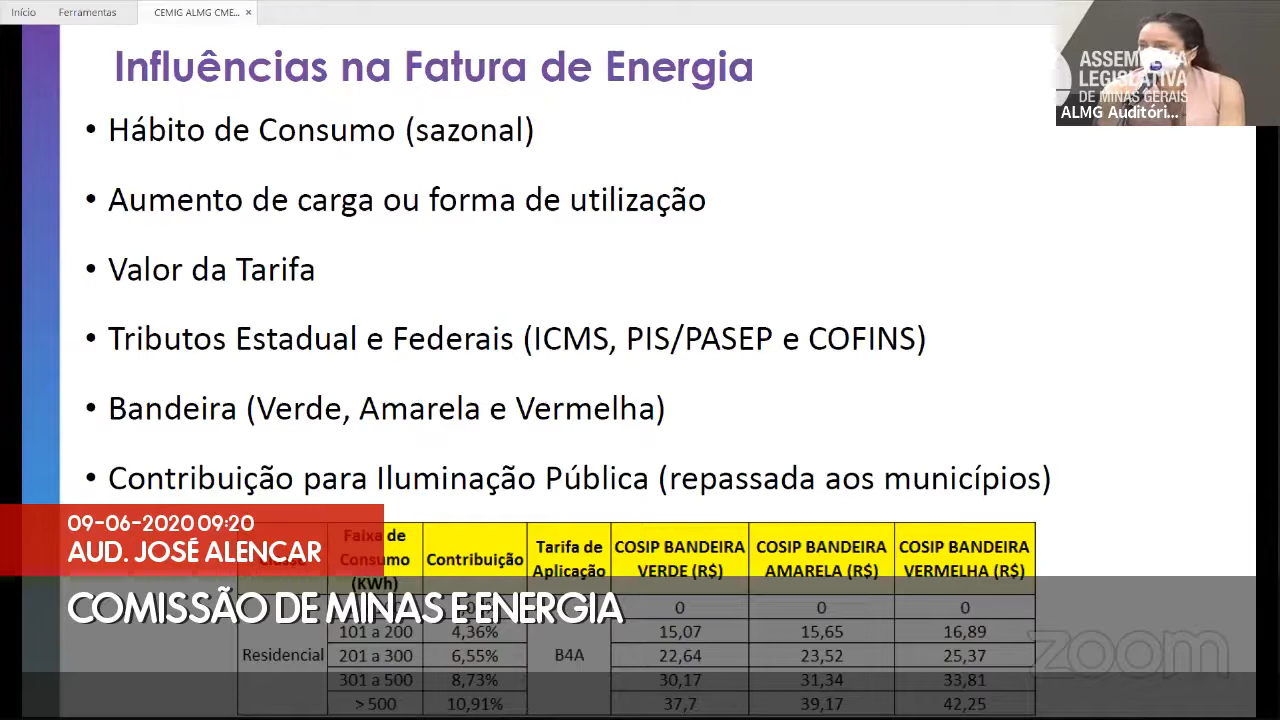 Início Ferramentas CEMIG ALMG CME... ×
Influências na Fatura de Energia
ASSEMBLEIA
LEGISLATIVA
DE MINAS GERAIS
ALMG Auditóri...
• Hábito de Consumo (sazonal)
• Aumento de carga ou forma de utilização
• Valor da Tarifa
• Tributos Estadual e Federais (ICMS, PIS/PASEP e COFINS)
• Bandeira (Verde, Amarela e Vermelha)
• Contribuição para Iluminação Pública (repassada aos municípios)
09-06-2020 09:20
AUD. JOSÉ ALENCAR
COMISSÃO DE MINAS E ENERGIA
Faixa de Consumo (KWh) Contribuição Tarifa de Aplicação COSIP BANDEIRA VERDE (R$) COSIP BANDEIRA AMARELA (R$) COSIP BANDEIRA VERMELHA (R$)
0 0 0
101 a 200 4,36% 15,07 15,65 16,89
Residencial 201 a 300 6,55% B4A 22,64 23,52 25,37
301 a 500 8,73% 30,17 31,34 33,81
> 500 10,91% 37,7 39,17 42,25
zoom